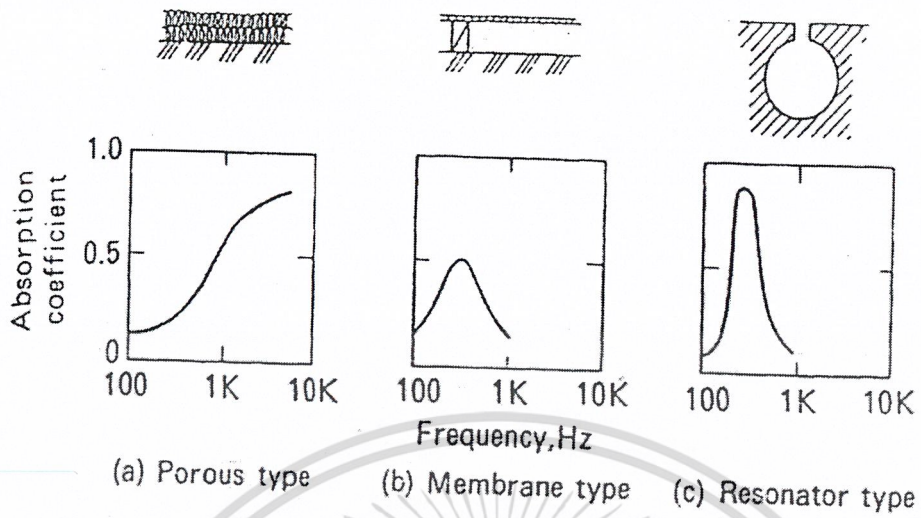 Absorption
coefficient
1.0
0.5
0
100 1K 10K
100 1K 10K
100 1K 10K
Frequency,Hz
(a) Porous type
(b) Membrane type
(c) Resonator type